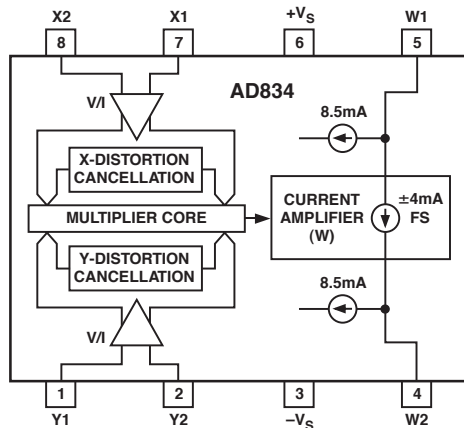 X2 X1 +VS W1
8 7 6 5
AD834
V/I
8.5mA
X-DISTORTION
CANCELLATION
MULTIPLIER CORE
CURRENT
AMPLIFIER
(W)
±4mA
FS
Y-DISTORTION
CANCELLATION
8.5mA
V/I
1 2 3 4
Y1 Y2 –VS W2